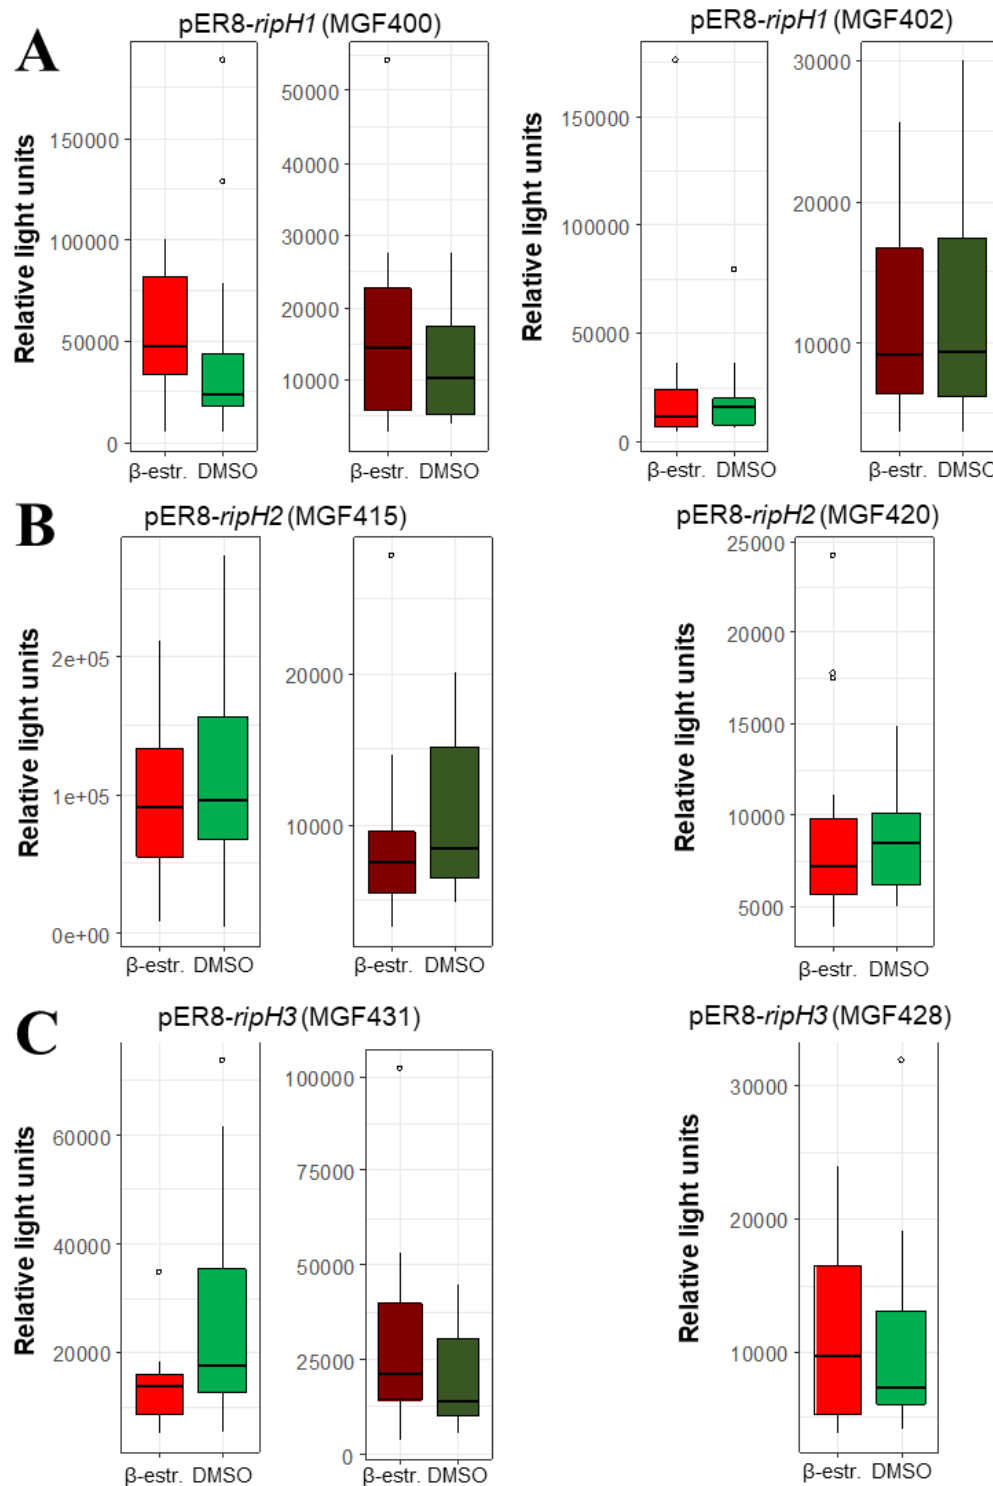 A
pER8-ripH1 (MGF400)
pER8-ripH1 (MGF402)
Relative light units
150000
100000
50000
0
β-estr. DMSO
50000
40000
30000
20000
10000
β-estr. DMSO
Relative light units
150000
100000
50000
0
β-estr. DMSO
30000
20000
10000
β-estr. DMSO
B
pER8-ripH2 (MGF415)
pER8-ripH2 (MGF420)
Relative light units
2e+05
1e+05
0e+00
β-estr. DMSO
20000
10000
β-estr. DMSO
Relative light units
25000
20000
15000
10000
5000
β-estr. DMSO
C
pER8-ripH3 (MGF431)
pER8-ripH3 (MGF428)
Relative light units
60000
40000
20000
β-estr. DMSO
100000
75000
50000
25000
0
β-estr. DMSO
Relative light units
30000
20000
10000
β-estr. DMSO